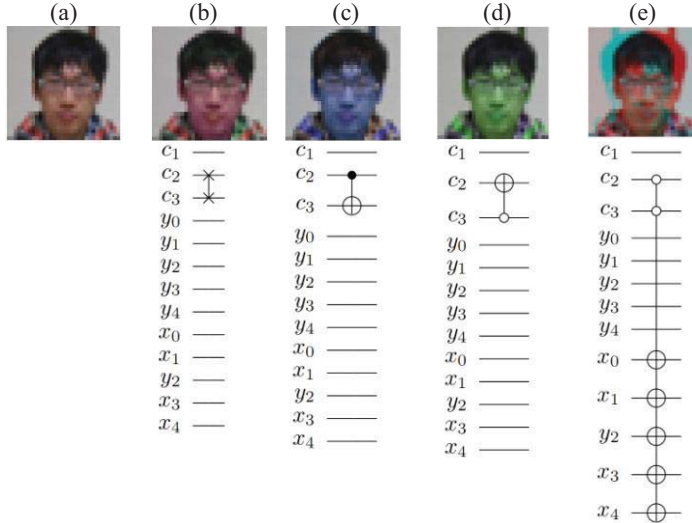 (a) (b) (c) (d) (e)
c₁ c₁ c₁ c₁
c₂ c₂ c₂ c₂
c₃ c₃ c₃ c₃
y₀ y₀ y₀ y₀
y₁ y₁ y₁ y₁
y₂ y₂ y₂ y₂
y₃ y₃ y₃ y₃
y₄ y₄ y₄ y₄
x₀ x₀ x₀ x₀
x₁ x₁ x₁ x₁
y₂ y₂ y₂ y₂
x₃ x₃ x₃ x₃
x₄ x₄ x₄ x₄